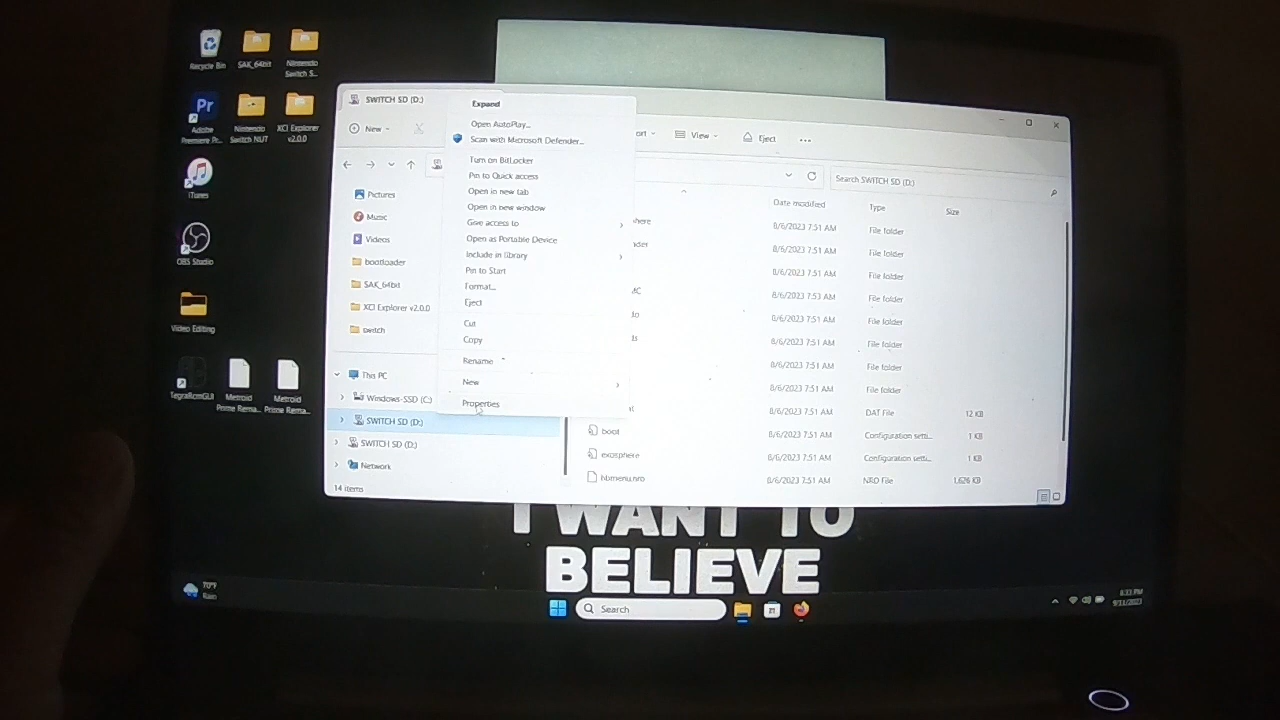 Recycle Bin
SAK_64bit
Nintendo
Switch S...
Adobe
Premiere Pr...
Nintendo
Switch NUT
XCI Explorer
v2.0.0
iTunes
OBS Studio
Video Editing
TegraRcmGUI
Metroid
Prime Rema...
Metroid
Prime Rema...
SWITCH SD (D:)
New
View
Eject
...
Search SWITCH SD (D:)
Expand
Open AutoPlay...
Scan with Microsoft Defender...
Turn on BitLocker
Pin to Quick access
Open in new tab
Open in new window
Give access to
Open as Portable Device
Include in library
Pin to Start
Format...
Eject
Cut
Copy
Rename
New
Properties
Pictures
Music
Videos
bootloader
SAK_64bit
XCI Explorer v2.0.0
switch
This PC
Windows-SSD (C:)
SWITCH SD (D:)
SWITCH SD (D:)
Network
14 items
Date modified
Type
Size
8/6/2023 7:51 AM
File folder
8/6/2023 7:51 AM
File folder
8/6/2023 7:51 AM
File folder
8/6/2023 7:53 AM
File folder
8/6/2023 7:51 AM
File folder
8/6/2023 7:51 AM
File folder
8/6/2023 7:51 AM
File folder
8/6/2023 7:51 AM
File folder
8/6/2023 7:51 AM
DAT File
12 KB
boot
8/6/2023 7:51 AM
Configuration setti...
1 KB
exosphere
8/6/2023 7:51 AM
Configuration setti...
1 KB
hbmenu.nro
8/6/2023 7:51 AM
NRO File
1,626 KB
I WANT TO
BELIEVE
70°F
Rain
Search
8:33 PM
9/11/2023